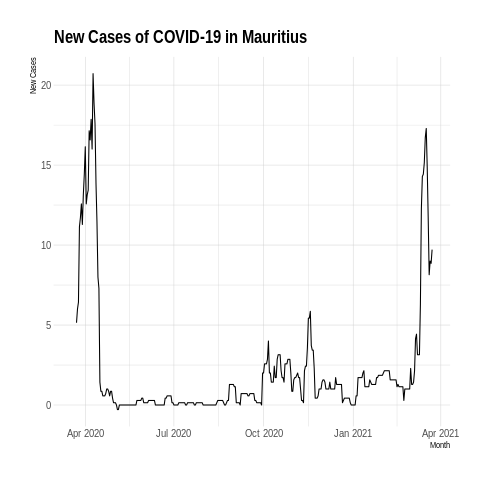 New Cases of COVID-19 in Mauritius
New Cases
20
15
10
5
0
Apr 2020 Jul 2020 Oct 2020 Jan 2021 Apr 2021
Month